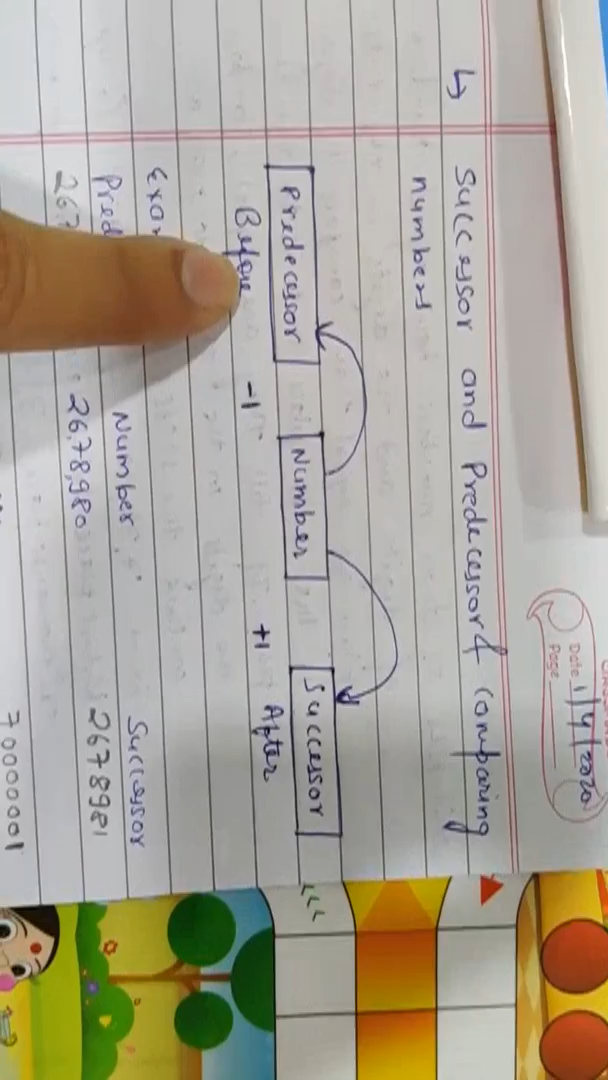 Date 1/4/2020
Page
↳ Successor and Predecessor & Comparing
numbers
Predecessor Number Successor
Before -1 +1 After
Number Successor
26,78,980 2678981
70000001